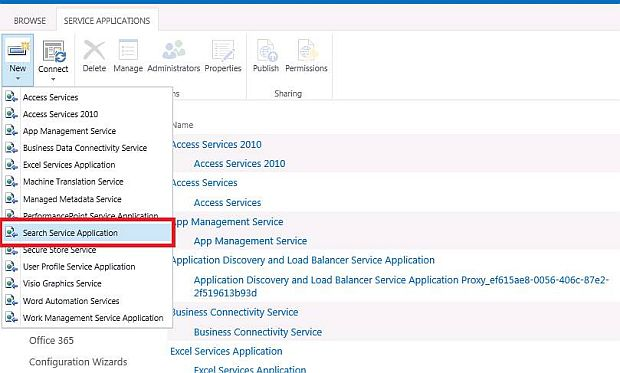 BROWSE SERVICE APPLICATIONS
New Connect Delete Manage Administrators Properties Publish Permissions
Sharing
Access Services
Access Services 2010
App Management Service
Business Data Connectivity Service
Excel Services Application
Machine Translation Service
Managed Metadata Service
PerformancePoint Service Application
Search Service Application
Secure Store Service
User Profile Service Application
Visio Graphics Service
Word Automation Services
Work Management Service Application
Office 365
Configuration Wizards
Name
Access Services 2010
Access Services 2010
Access Services
Access Services
App Management Service
App Management Service
Application Discovery and Load Balancer Service Application
Application Discovery and Load Balancer Service Application Proxy_ef615ae8-0056-406c-87e2-
2f519613b93d
Business Connectivity Service
Business Connectivity Service
Excel Services Application
Excel Services Application